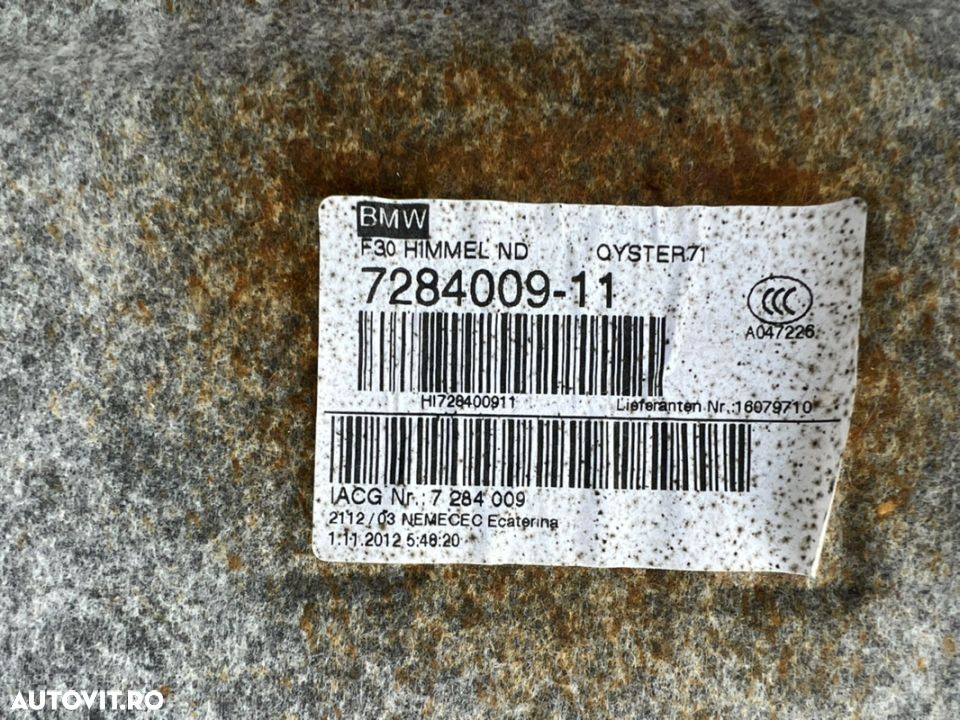 BMW
F30 HIMMEL ND OYSTER71
7284009-11
CCC
A047226
HI728400911
Lieferanten Nr.:16079710
IACG Nr.: 7 284 009
2112 / 03 NEMECEC Ecaterina
1.11.2012 5:48:20
AUTOVIT.RO